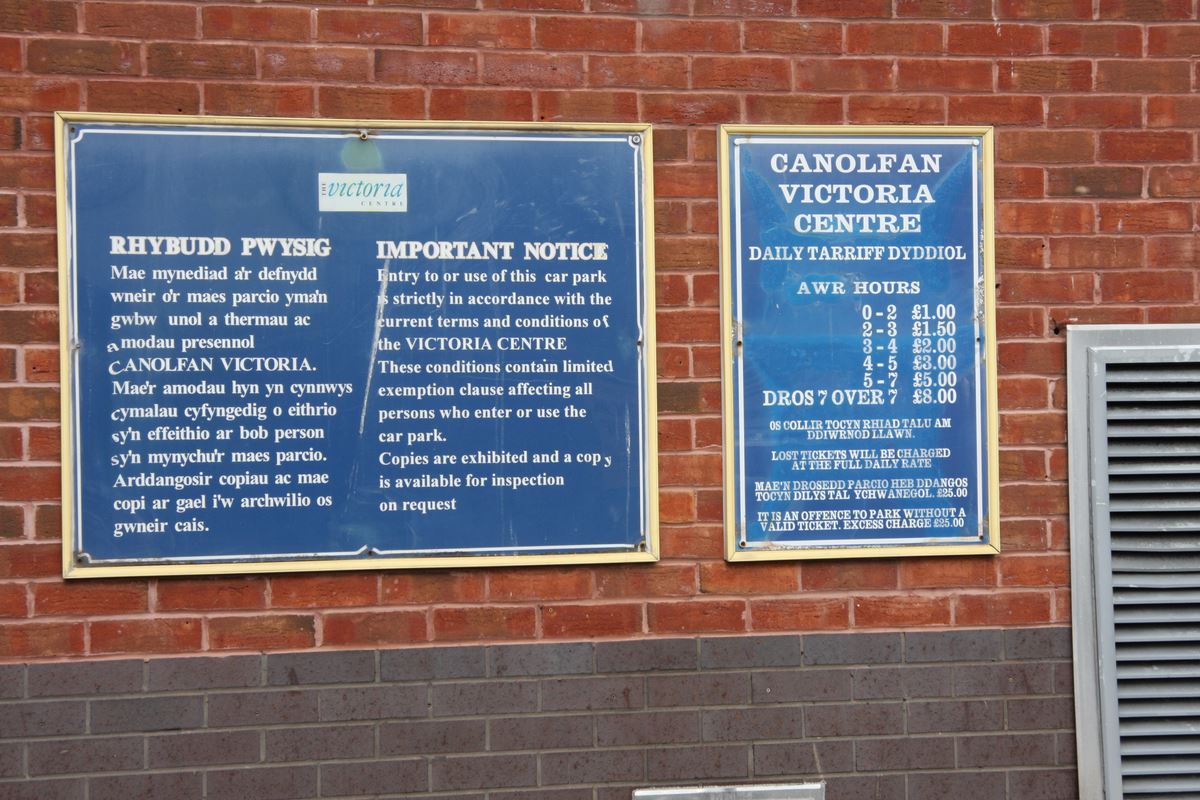 THE victoria
CENTRE
RHYBUDD PWYSIG
Mae mynediad a'r defnydd
wneir o'r maes parcio yma'n
gwbw unol a thermau ac
amodau presennol
CANOLFAN VICTORIA.
Mae'r amodau hyn yn cynnwys
cymalau cyfyngedig o eithrio
sy'n effeithio ar bob person
sy'n mynychu'r maes parcio.
Arddangosir copiau ac mae
copi ar gael i'w archwilio os
gwneir cais.
IMPORTANT NOTICE
Entry to or use of this car park
is strictly in accordance with the
current terms and conditions of
the VICTORIA CENTRE
These conditions contain limited
exemption clause affecting all
persons who enter or use the
car park.
Copies are exhibited and a copy
is available for inspection
on request
CANOLFAN
VICTORIA
CENTRE
DAILY TARRIFF DYDDIOL
AWR HOURS
0 - 2 £1.00
2 - 3 £1.50
3 - 4 £2.00
4 - 5 £3.00
5 - 7 £5.00
DROS 7 OVER 7 £8.00
OS COLLIR TOCYN RHIAD TALU AM
DDIWRNOD LLAWN.
LOST TICKETS WILL BE CHARGED
AT THE FULL DAILY RATE
MAE'N DROSEDD PARCIO HEB DDANGOS
TOCYN DILYS TAL YCHWANEGOL. £25.00
IT IS AN OFFENCE TO PARK WITHOUT A
VALID TICKET. EXCESS CHARGE £25.00